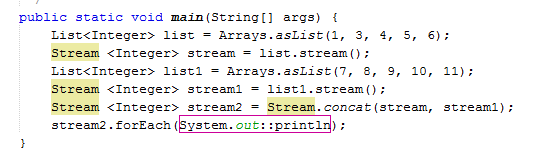 public static void main(String[] args) {
List<Integer> list = Arrays.asList(1, 3, 4, 5, 6);
Stream <Integer> stream = list.stream();
List<Integer> list1 = Arrays.asList(7, 8, 9, 10, 11);
Stream <Integer> stream1 = list1.stream();
Stream <Integer> stream2 = Stream.concat(stream, stream1);
stream2.forEach(System.out::println);
}